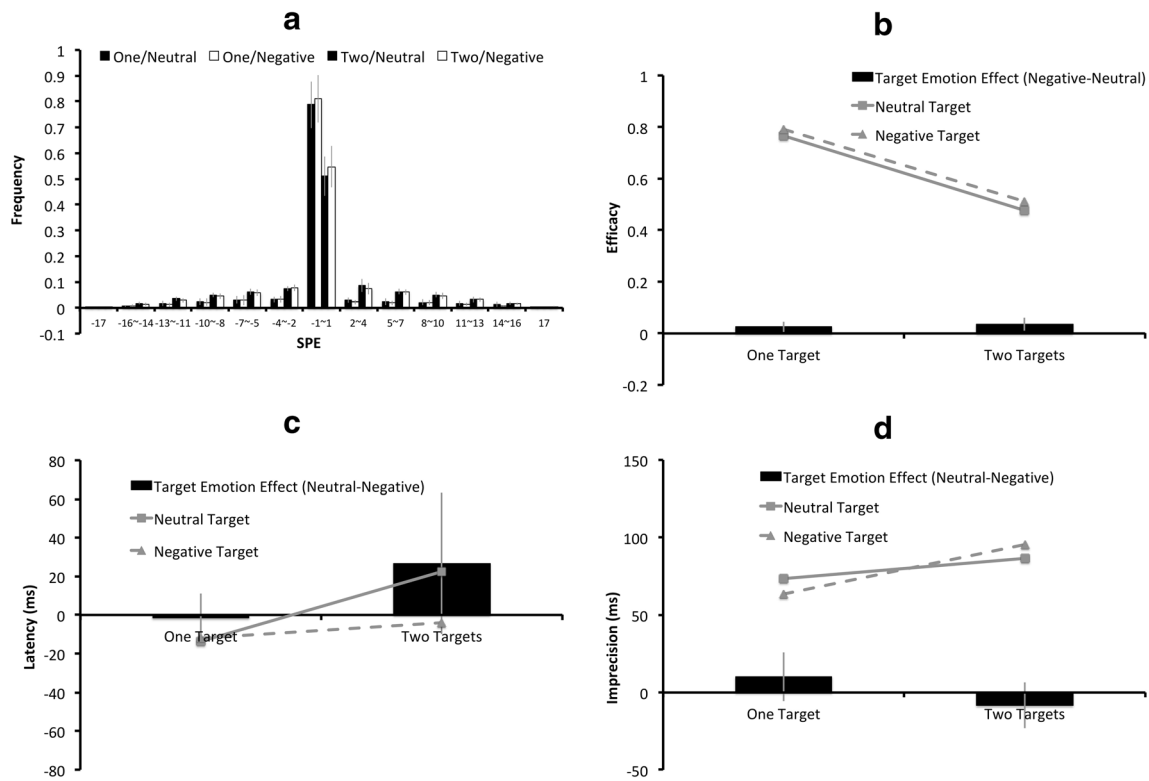 a
One/Neutral One/Negative Two/Neutral Two/Negative
1
0.9
0.8
0.7
0.6
0.5
0.4
0.3
0.2
0.1
0
-0.1
Frequency
-17 -16~-14 -13~-11 -10~-8 -7~-5 -4~-2 -1~1 2~4 5~7 8~10 11~13 14~16 17
SPE
b
Target Emotion Effect (Negative-Neutral)
Neutral Target
Negative Target
1
0.8
0.6
0.4
0.2
0
-0.2
Efficacy
One Target Two Targets
c
Target Emotion Effect (Neutral-Negative)
Neutral Target
Negative Target
80
60
40
20
0
-20
-40
-60
-80
Latency (ms)
One Target Two Targets
d
Target Emotion Effect (Neutral-Negative)
Neutral Target
Negative Target
150
100
50
0
-50
Imprecision (ms)
One Target Two Targets